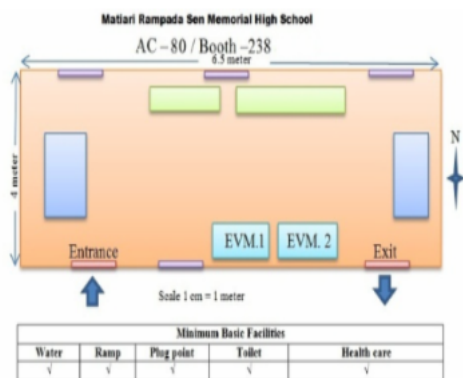 Matiari Rampada Sen Memorial High School
AC – 80 / Booth –238
6.5 meter
4 meter
N
EVM.1 EVM. 2
Entrance Exit
Scale 1 cm = 1 meter
Minimum Basic Facilities
Water Ramp Plug point Toilet Health care
√ √ √ √ √